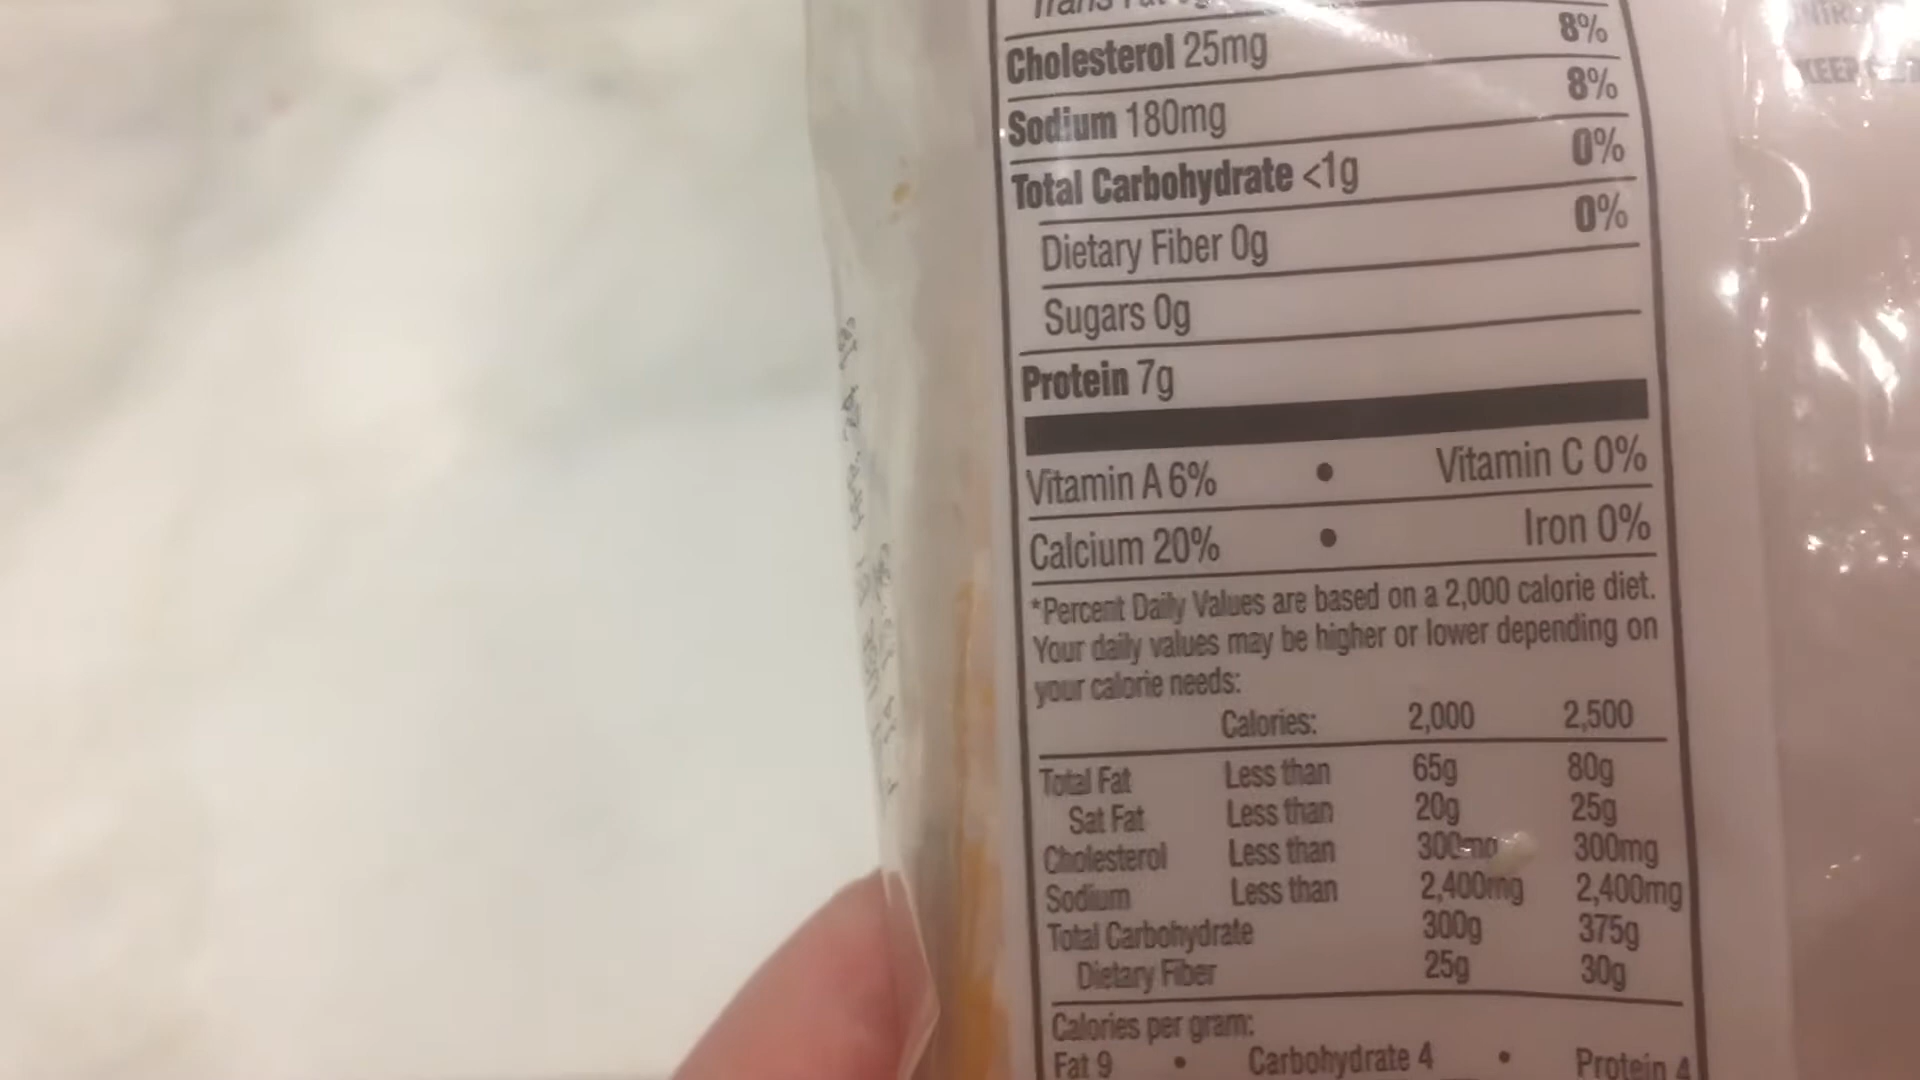 Trans
Cholesterol 25mg 8%
Sodium 180mg 8%
Total Carbohydrate <1g 0%
Dietary Fiber 0g 0%
Sugars 0g
Protein 7g
Vitamin A 6% • Vitamin C 0%
Calcium 20% • Iron 0%
*Percent Daily Values are based on a 2,000 calorie diet.
Your daily values may be higher or lower depending on
your calorie needs:
Calories: 2,000 2,500
Total Fat Less than 65g 80g
Sat Fat Less than 20g 25g
Cholesterol Less than 300mg 300mg
Sodium Less than 2,400mg 2,400mg
Total Carbohydrate 300g 375g
Dietary Fiber 25g 30g
Calories per gram:
Fat 9 • Carbohydrate 4 • Protein 4
KEEP